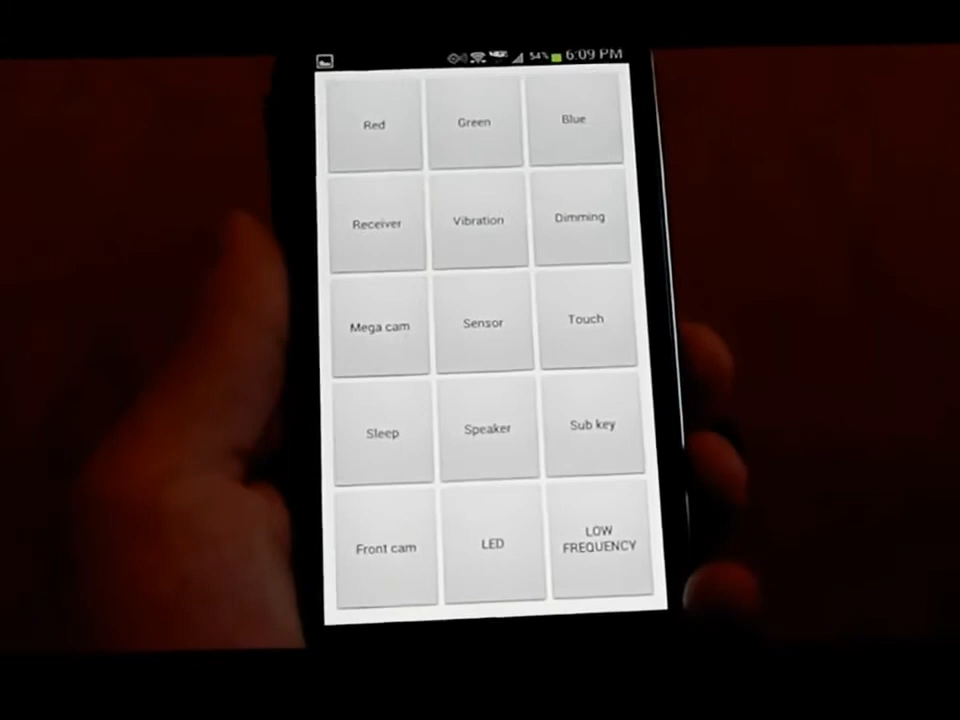 54% 6:09 PM
Red Green Blue
Receiver Vibration Dimming
Mega cam Sensor Touch
Sleep Speaker Sub key
Front cam LED LOW
FREQUENCY